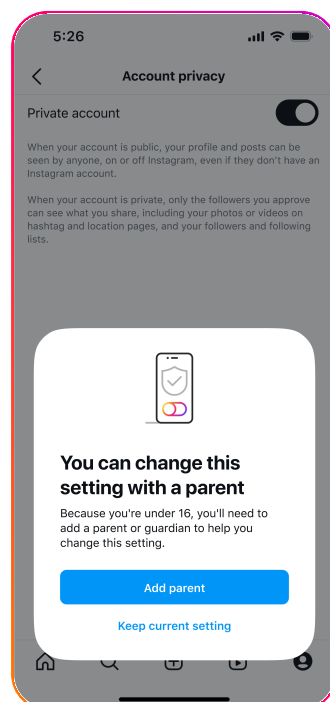 5:26
Account privacy
Private account
When your account is public, your profile and posts can be
seen by anyone, on or off Instagram, even if they don't have an
Instagram account.
When your account is private, only the followers you approve
can see what you share, including your photos or videos on
hashtag and location pages, and your followers and following
lists.
You can change this
setting with a parent
Because you're under 16, you'll need to
add a parent or guardian to help you
change this setting.
Add parent
Keep current setting